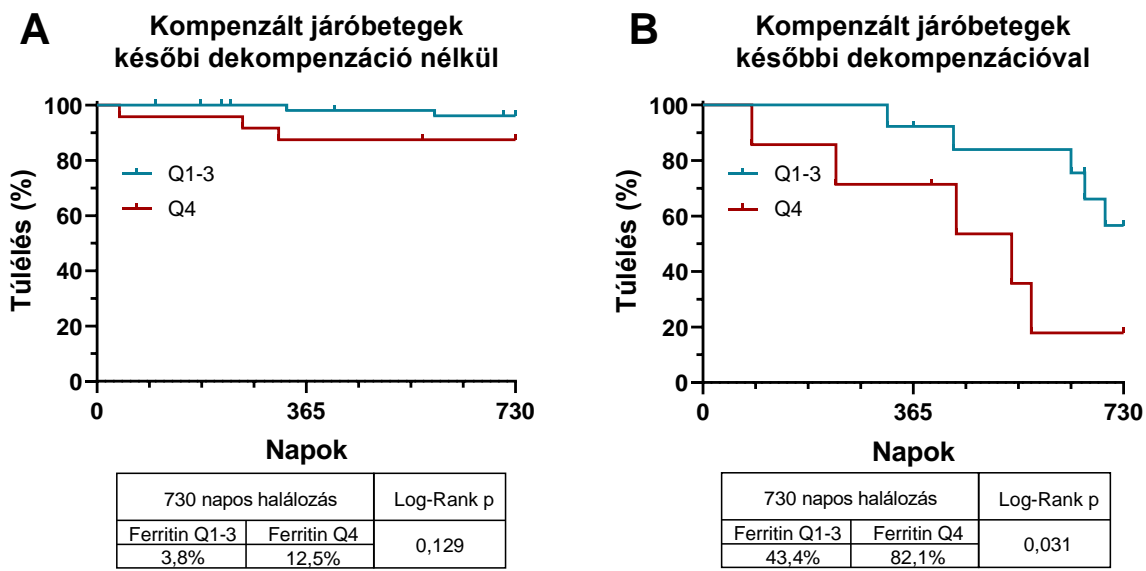 A
Kompenzált járóbetegek
későbi dekompenzáció nélkül
Túlélés (%)
100
80
60
40
20
0
Q1-3
Q4
0
365
730
Napok
730 napos halálozás
Log-Rank p
Ferritin Q1-3
Ferritin Q4
0,129
3,8%
12,5%
B
Kompenzált járóbetegek
későbbi dekompenzációval
Túlélés (%)
100
80
60
40
20
0
Q1-3
Q4
0
365
730
Napok
730 napos halálozás
Log-Rank p
Ferritin Q1-3
Ferritin Q4
0,031
43,4%
82,1%